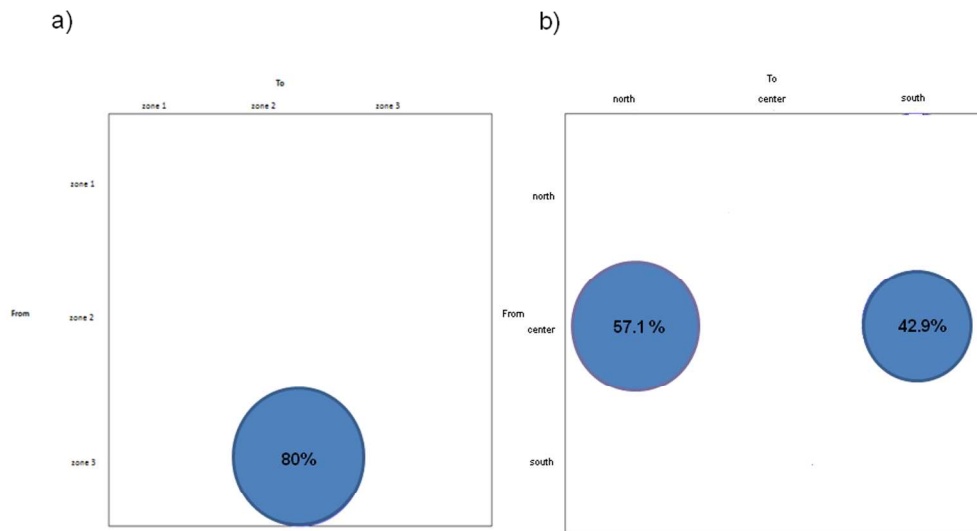 a)
To
zone 1 zone 2 zone 3
zone 1
From zone 2
80%
zone 3
b)
To
north center south
north
From
center
57.1% 42.9%
south